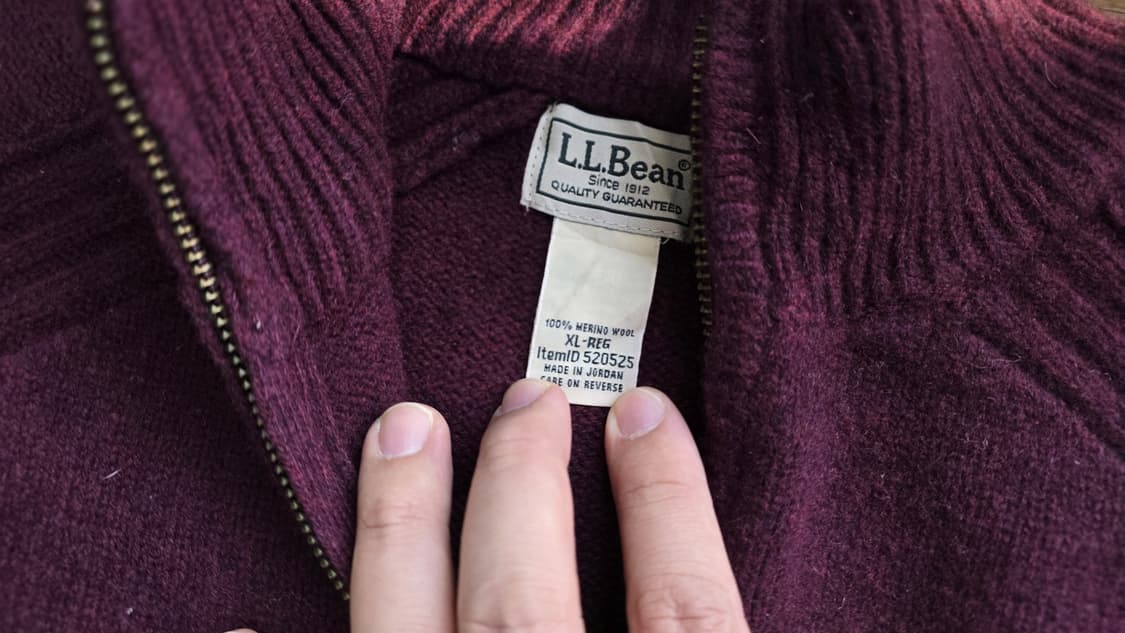 L.L.Bean®
Since 1912
QUALITY GUARANTEED
100% MERINO WOOL
XL-REG
ItemID 520525
MADE IN JORDAN
CARE ON REVERSE